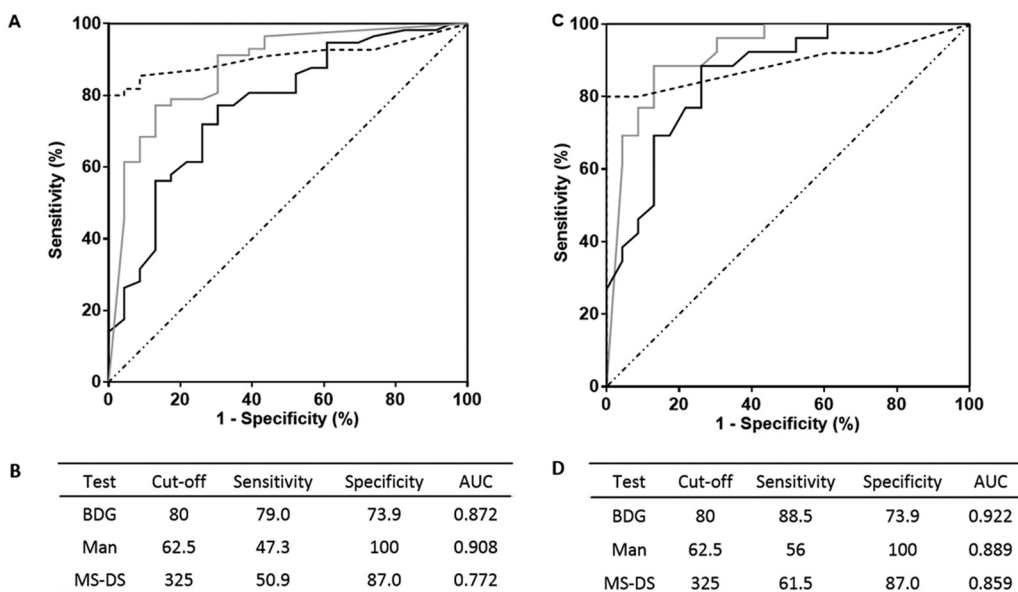 A
100
80
60
40
20
0
Sensitivity (%)
0 20 40 60 80 100
1 - Specificity (%)
C
100
80
60
40
20
0
Sensitivity (%)
0 20 40 60 80 100
1 - Specificity (%)
B
Test Cut-off Sensitivity Specificity AUC
BDG 80 79.0 73.9 0.872
Man 62.5 47.3 100 0.908
MS-DS 325 50.9 87.0 0.772
D
Test Cut-off Sensitivity Specificity AUC
BDG 80 88.5 73.9 0.922
Man 62.5 56 100 0.889
MS-DS 325 61.5 87.0 0.859